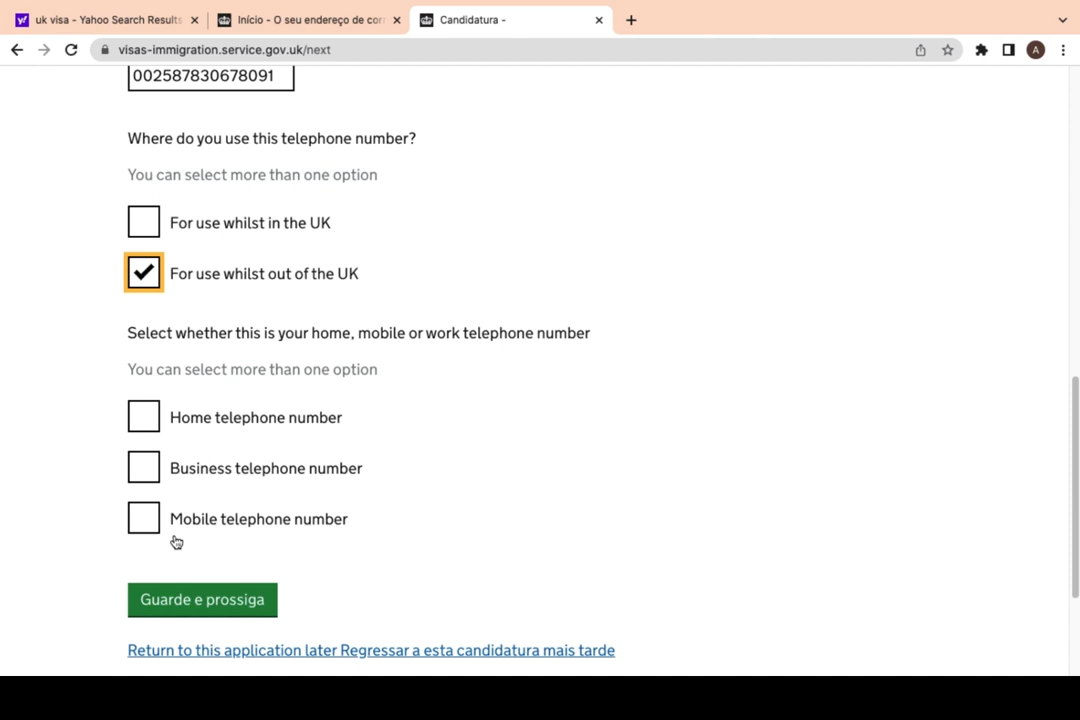 uk visa - Yahoo Search Results
Início - O seu endereço de cor
Candidatura -
visas-immigration.service.gov.uk/next
A
002587830678091
Where do you use this telephone number?
You can select more than one option
For use whilst in the UK
For use whilst out of the UK
Select whether this is your home, mobile or work telephone number
You can select more than one option
Home telephone number
Business telephone number
Mobile telephone number
Guarde e prossiga
Return to this application later Regressar a esta candidatura mais tarde